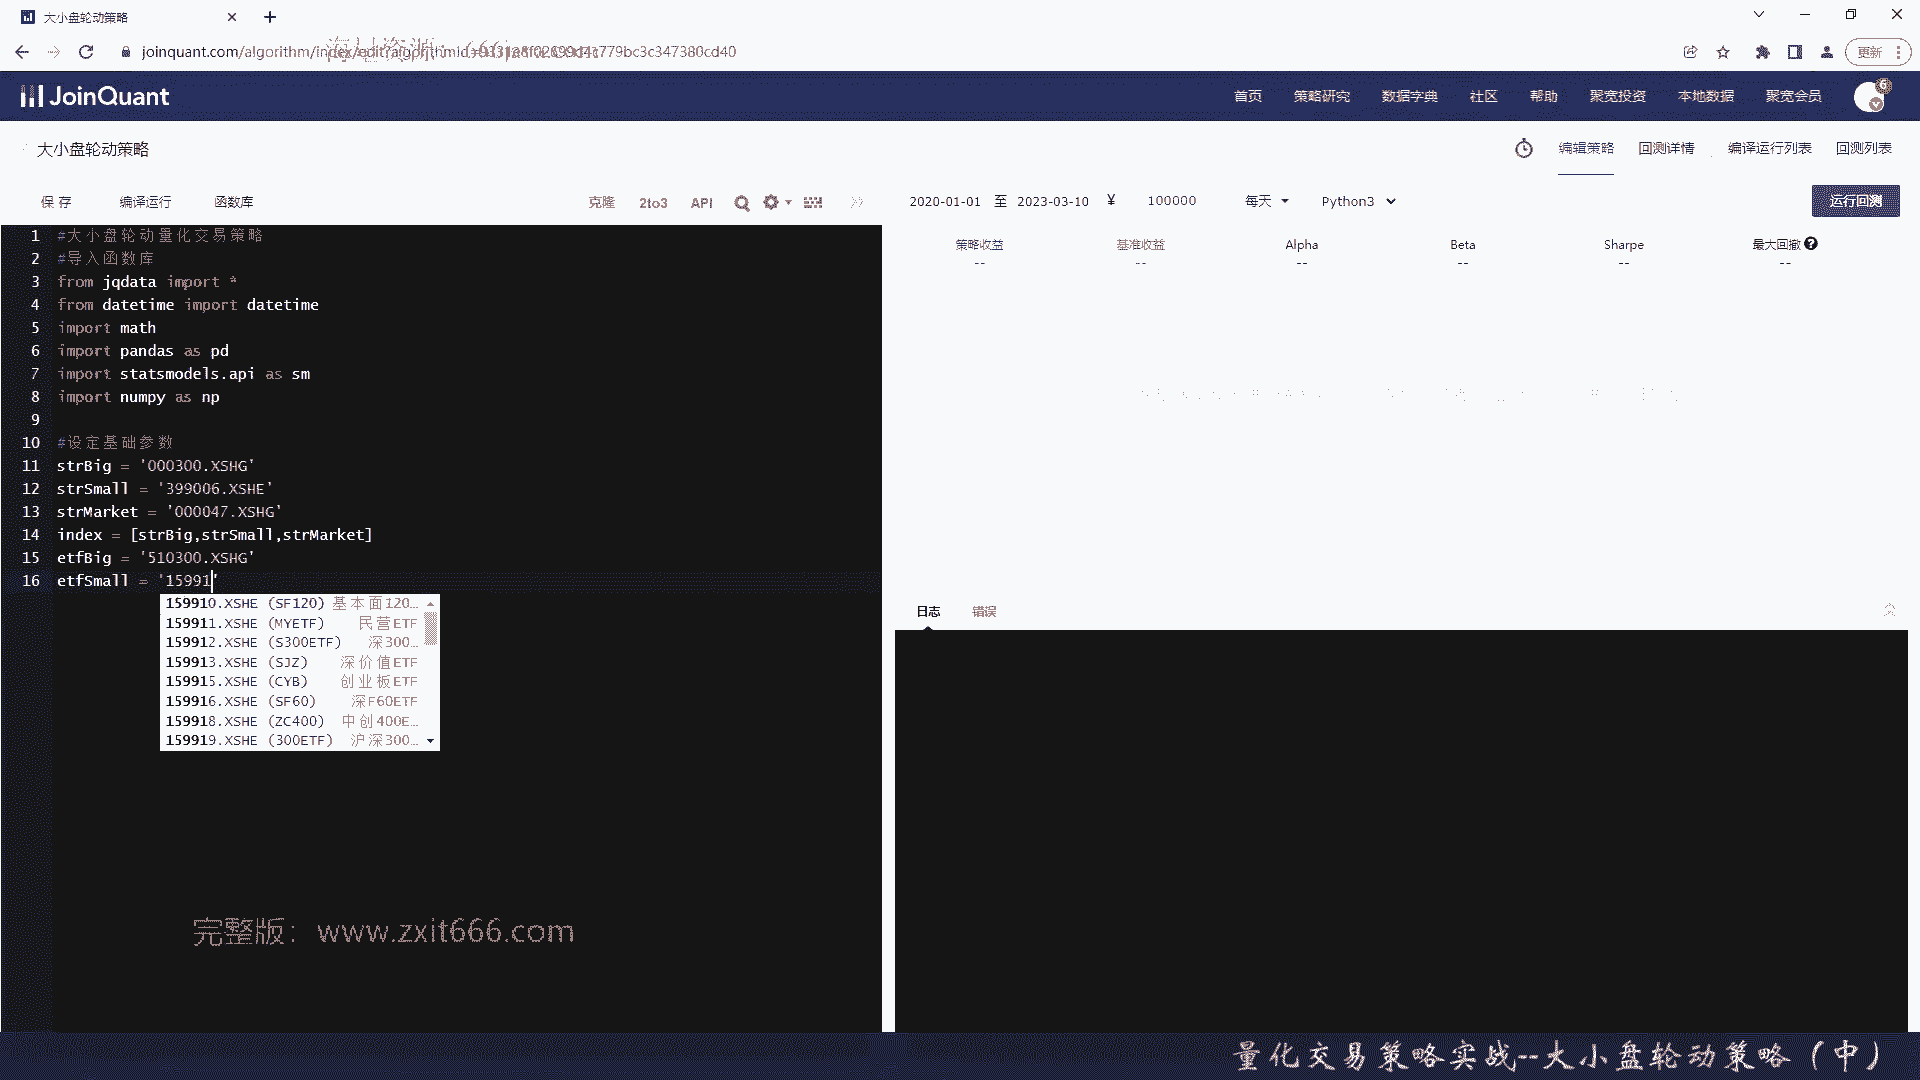 大小盘轮动策略
更新
JoinQuant
首页 策略研究 数据字典 社区 帮助 聚宽投资 本地数据 聚宽会员
6
大小盘轮动策略
编辑策略 回测详情 编译运行列表 回测列表
保存 编译运行 函数库 克隆 2to3 API
2020-01-01 至 2023-03-10 ¥ 100000 每天 Python3 运行回测
策略收益 基准收益 Alpha Beta Sharpe 最大回撤
-- -- -- -- -- --
1 #大小盘轮动量化交易策略
2 #导入函数库
3 from jqdata import *
4 from datetime import datetime
5 import math
6 import pandas as pd
7 import statsmodels.api as sm
8 import numpy as np
9
10 #设定基础参数
11 strBig = '000300.XSHG'
12 strSmall = '399006.XSHE'
13 strMarket = '000047.XSHG'
14 index = [strBig,strSmall,strMarket]
15 etfBig = '510300.XSHG'
16 etfSmall = '15991'
159910.XSHE (SF120) 基本面120...
159911.XSHE (MYETF) 民营ETF
159912.XSHE (S300ETF) 深300...
159913.XSHE (SJZ) 深价值ETF
159915.XSHE (CYB) 创业板ETF
159916.XSHE (SF60) 深F60ETF
159918.XSHE (ZC400) 中创400E...
159919.XSHE (300ETF) 沪深300...
日志 错误
完整版：www.zxit666.com
量化交易策略实战--大小盘轮动策略（中）